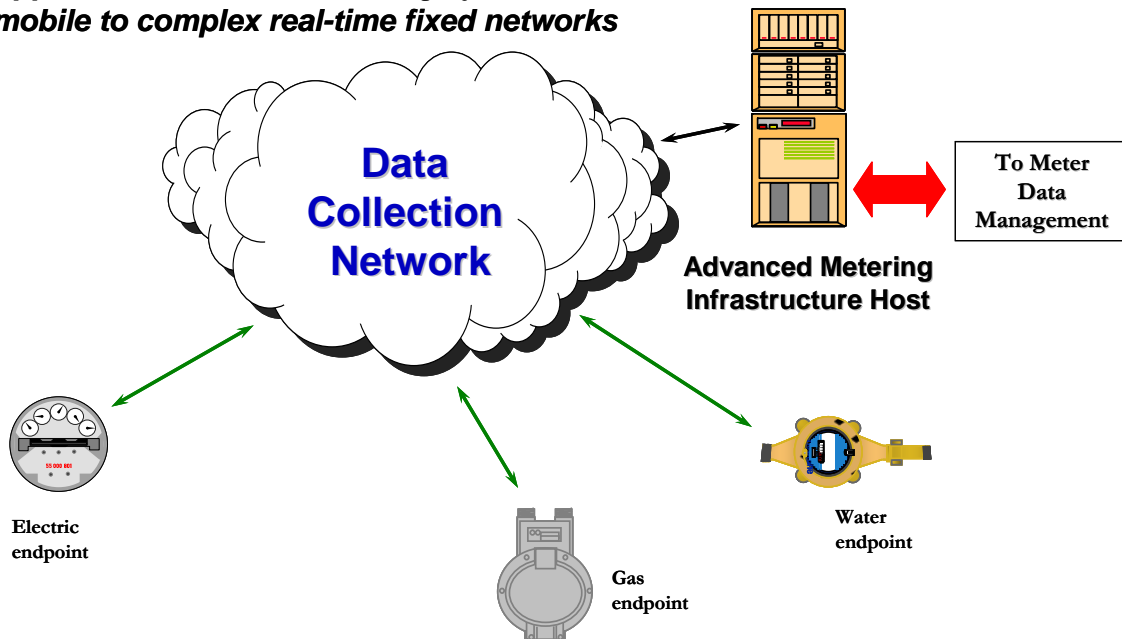 mobile to complex real-time fixed networks
Data
Collection
Network
To Meter
Data
Management
Advanced Metering
Infrastructure Host
55 000 801
Electric
endpoint
Gas
endpoint
Water
endpoint